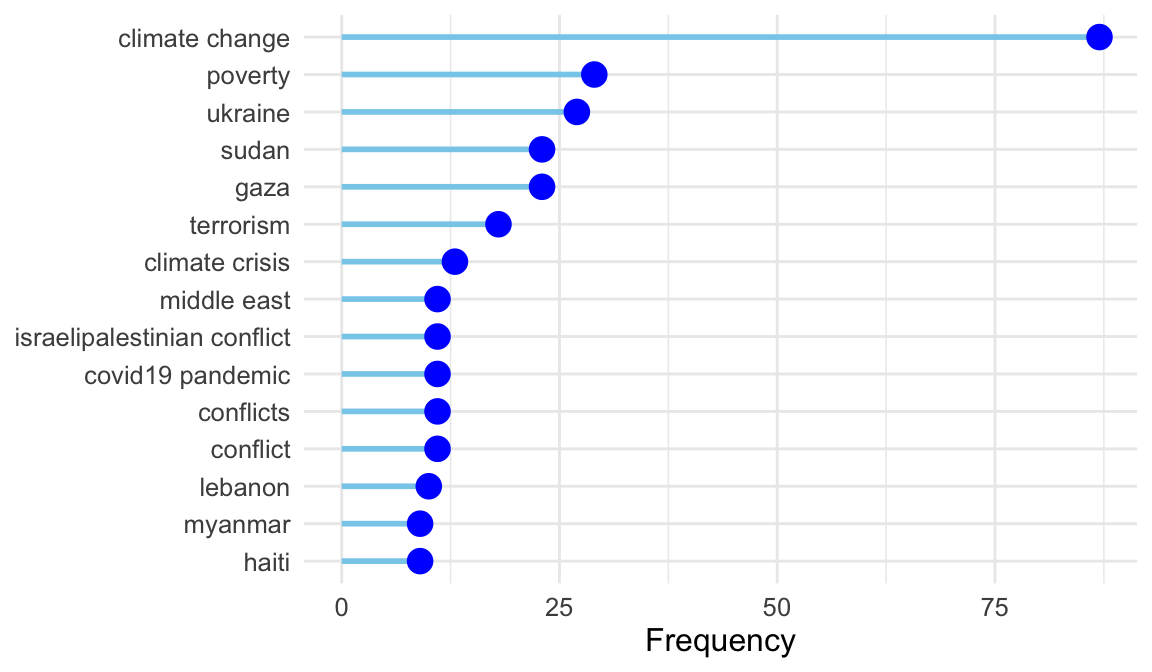 climate change
poverty
ukraine
sudan
gaza
terrorism
climate crisis
middle east
israelipalestinian conflict
covid19 pandemic
conflicts
conflict
lebanon
myanmar
haiti
0 25 50 75
Frequency